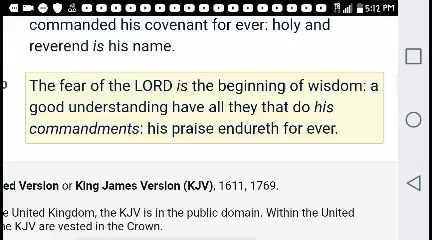 5:12 PM
commanded his covenant for ever: holy and
reverend is his name.
The fear of the LORD is the beginning of wisdom: a
good understanding have all they that do his
commandments: his praise endureth for ever.
ed Version or King James Version (KJV), 1611, 1769.
e United Kingdom, the KJV is in the public domain. Within the United
he KJV are vested in the Crown.